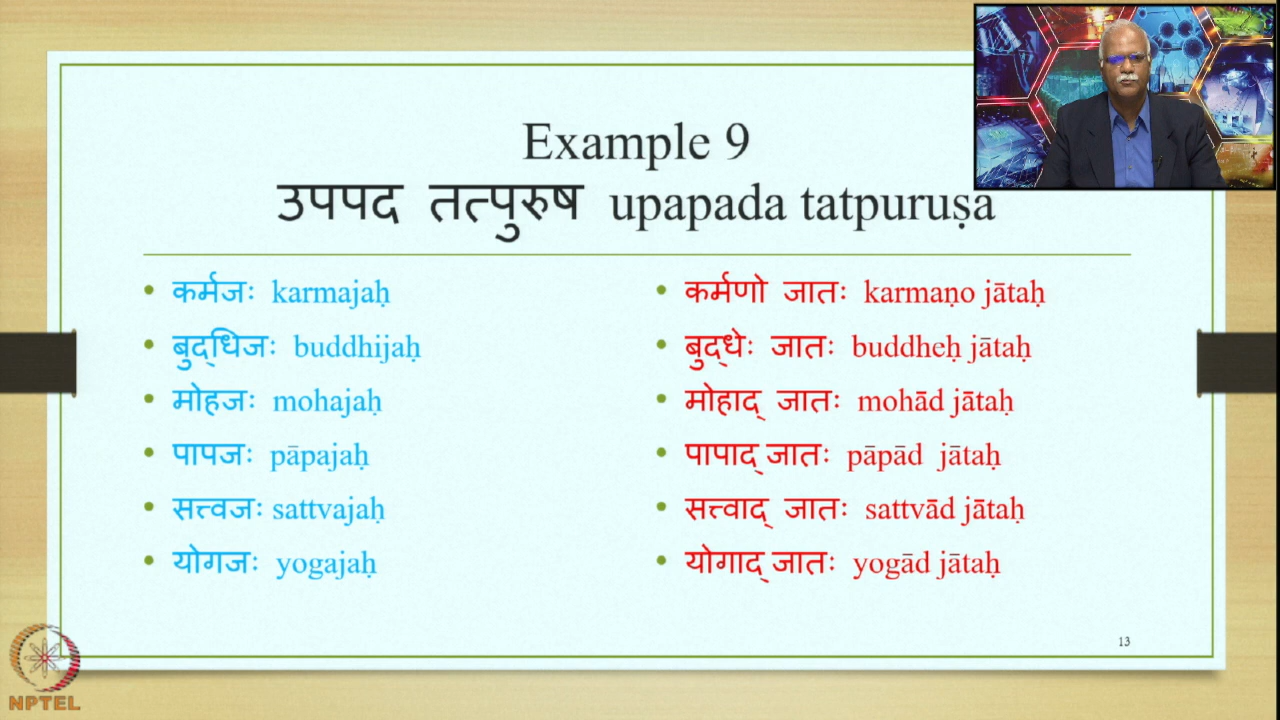 Example 9
उपपद तत्पुरुष upapada tatpuruṣa
• कर्मजः karmajaḥ
• बुद्‌धिजः buddhijaḥ
• मोहजः mohajaḥ
• पापजः pāpajaḥ
• सत्त्वजः sattvajaḥ
• योगजः yogajaḥ
• कर्मणो जातः karmaṇo jātaḥ
• बुद्‌धेः जातः buddheḥ jātaḥ
• मोहाद् जातः mohād jātaḥ
• पापाद् जातः pāpād jātaḥ
• सत्त्वाद् जातः sattvād jātaḥ
• योगाद् जातः yogād jātaḥ
13
NPTEL